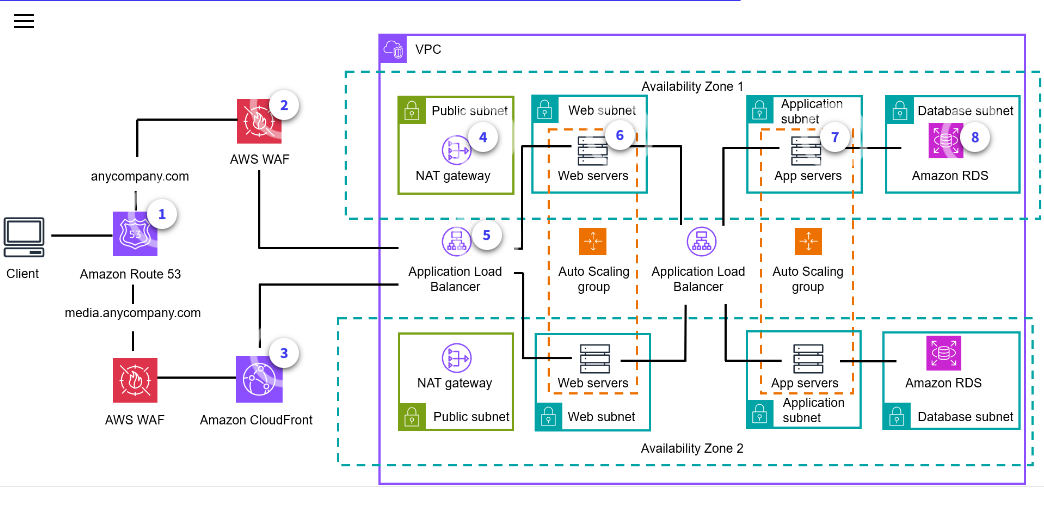 VPC
Availability Zone 1
2
AWS WAF
anycompany.com
1
53
Client
Amazon Route 53
media.anycompany.com
3
AWS WAF
Amazon CloudFront
Public subnet
4
NAT gateway
Web subnet
6
Web servers
Application
subnet
7
App servers
Database subnet
8
Amazon RDS
5
Application Load
Balancer
Auto Scaling
group
Application Load
Balancer
Auto Scaling
group
NAT gateway
Public subnet
Web servers
Web subnet
App servers
Application
subnet
Amazon RDS
Database subnet
Availability Zone 2